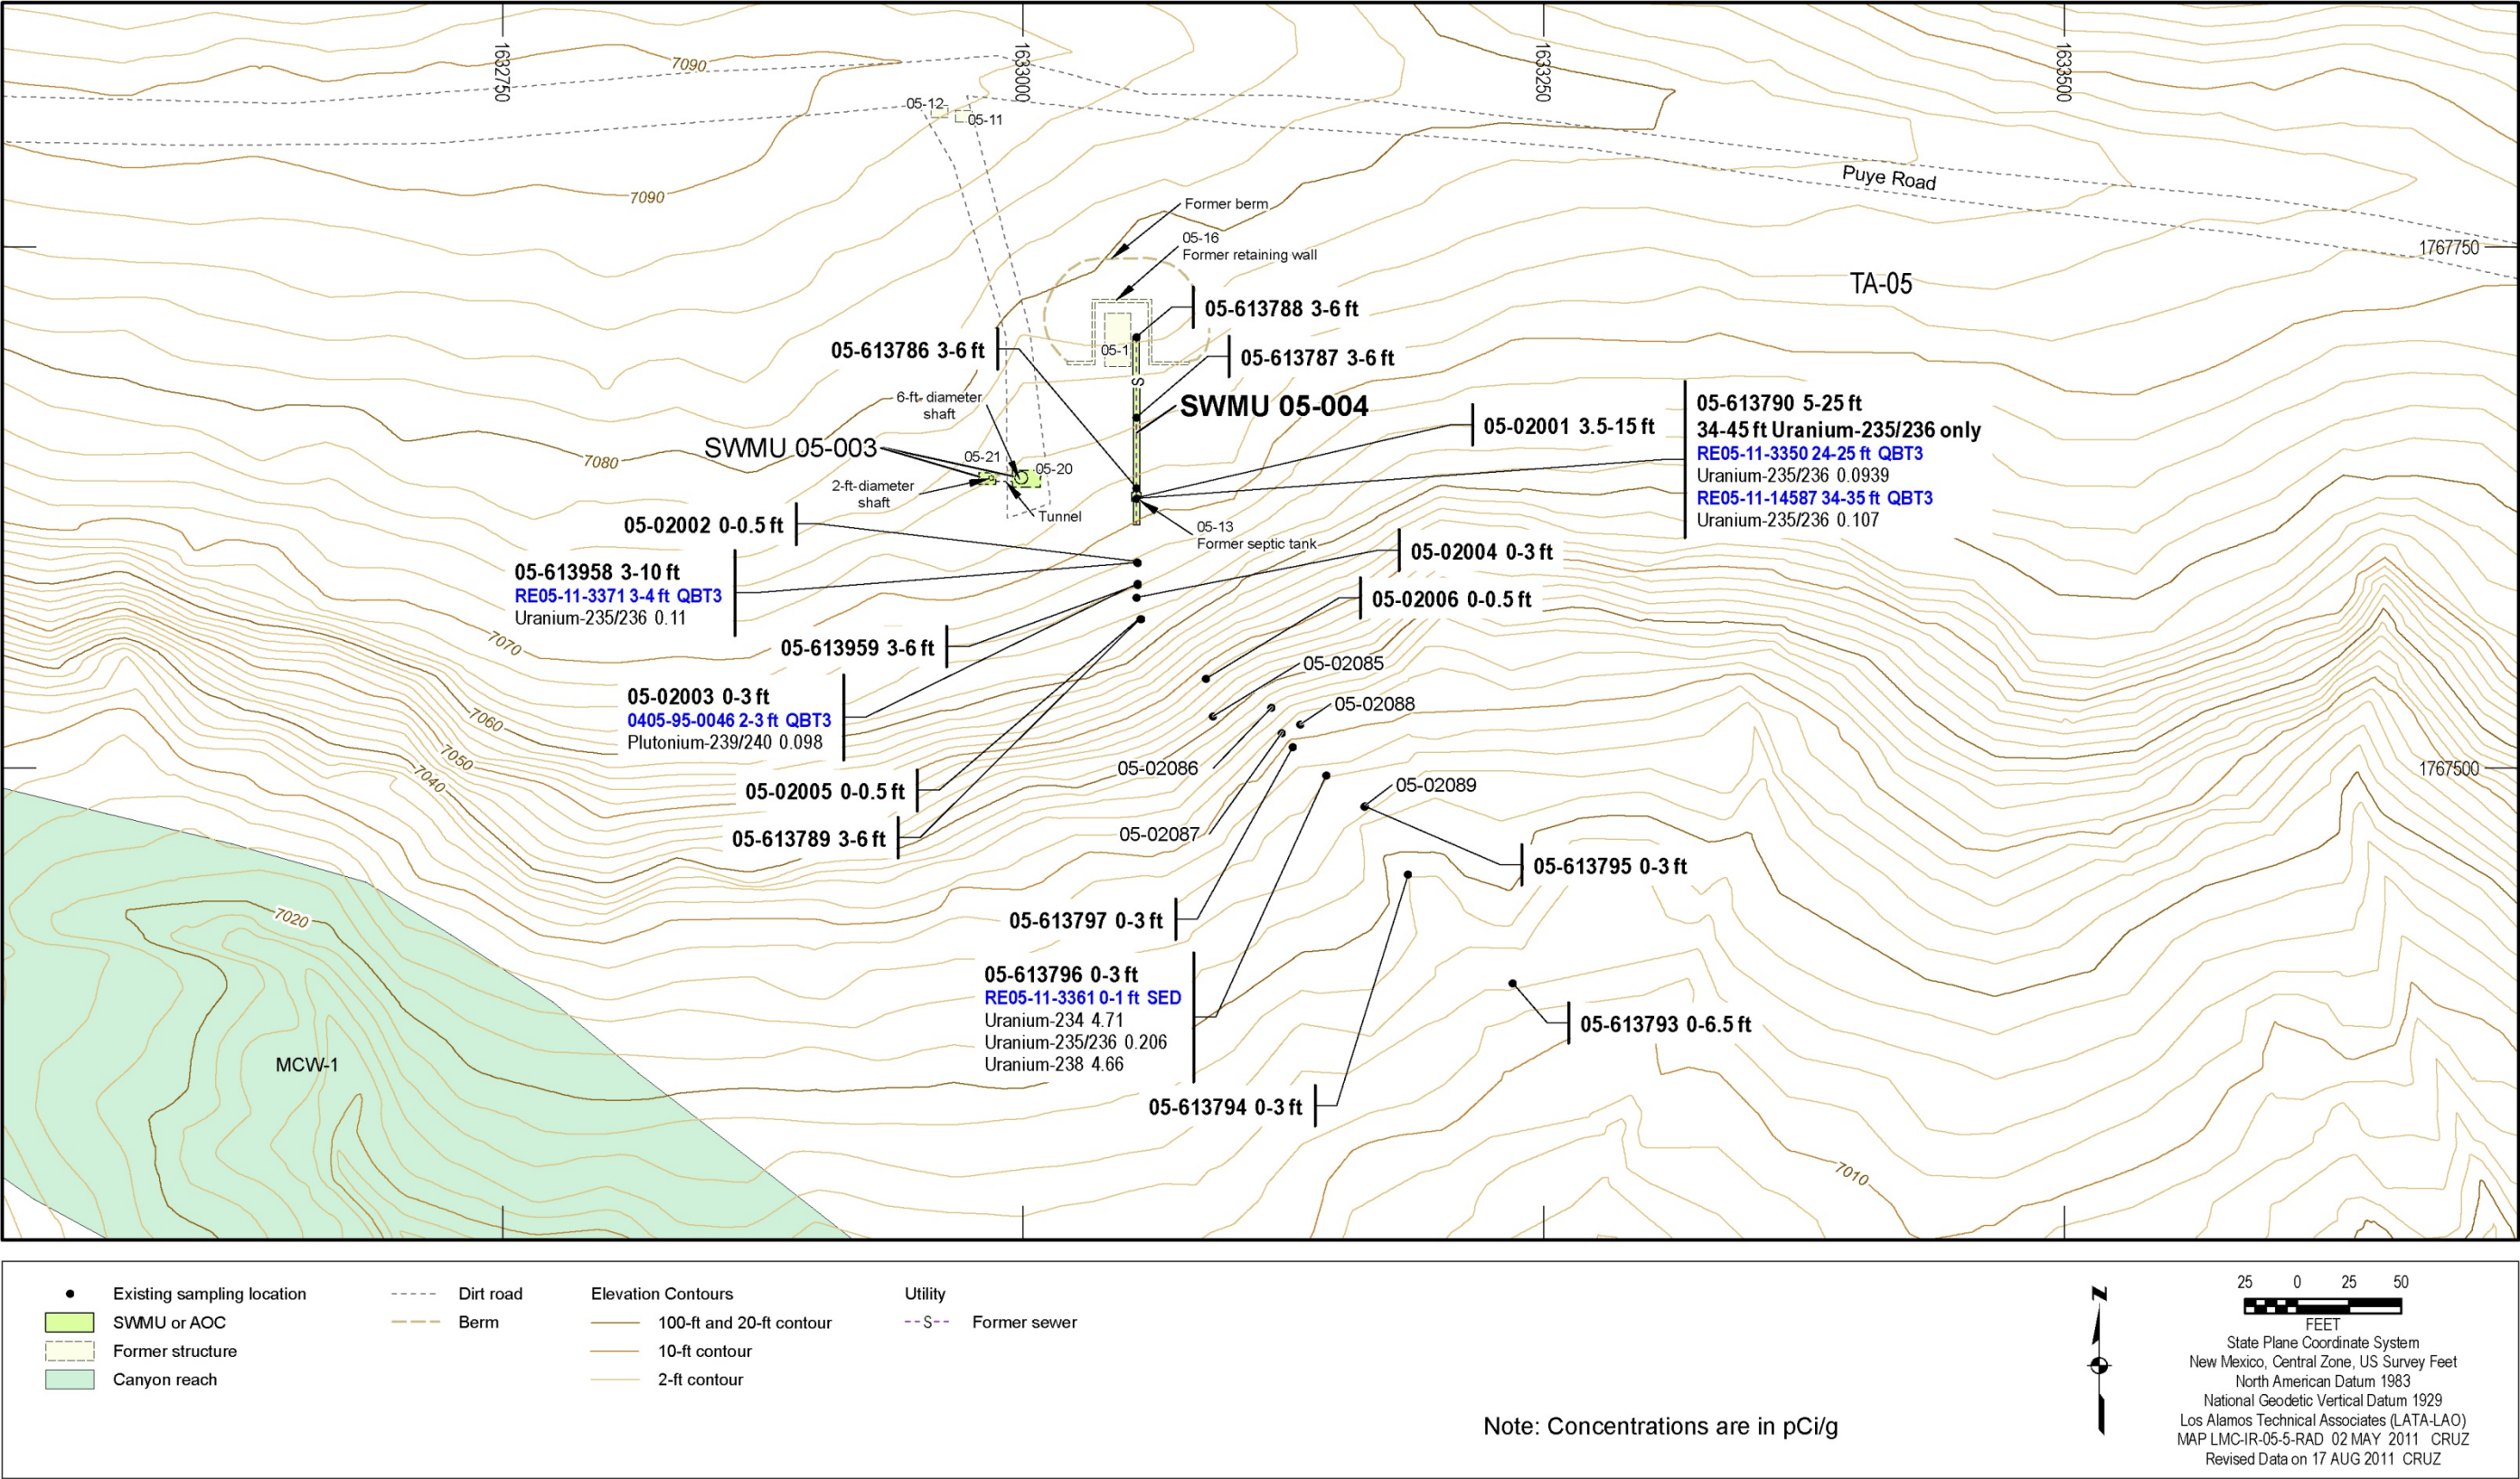 1632750
1633000
1633250
1633500
7090
05-12
05-11
7090
Puye Road
Former berm
05-16
Former retaining wall
1767750
TA-05
05-613788 3-6 ft
05-613786 3-6 ft
05-1
05-613787 3-6 ft
S
6-ft- diameter
shaft
SWMU 05-004
05-02001 3.5-15 ft
05-613790 5-25 ft
34-45 ft Uranium-235/236 only
RE05-11-3350 24-25 ft QBT3
Uranium-235/236 0.0939
RE05-11-14587 34-35 ft QBT3
Uranium-235/236 0.107
SWMU 05-003
7080
05-21
05-20
2-ft-diameter
shaft
Tunnel
05-13
Former septic tank
05-02002 0-0.5 ft
05-613958 3-10 ft
RE05-11-3371 3-4 ft QBT3
Uranium-235/236 0.11
05-02004 0-3 ft
05-02006 0-0.5 ft
7070
05-613959 3-6 ft
05-02085
05-02003 0-3 ft
0405-95-0046 2-3 ft QBT3
Plutonium-239/240 0.098
05-02088
7060
7050
7040
05-02086
1767500
05-02005 0-0.5 ft
05-02089
05-613789 3-6 ft
05-02087
05-613795 0-3 ft
7020
05-613797 0-3 ft
05-613796 0-3 ft
RE05-11-3361 0-1 ft SED
Uranium-234 4.71
Uranium-235/236 0.206
Uranium-238 4.66
05-613793 0-6.5 ft
MCW-1
05-613794 0-3 ft
7010
Existing sampling location
SWMU or AOC
Former structure
Canyon reach
Dirt road
Berm
Elevation Contours
100-ft and 20-ft contour
10-ft contour
2-ft contour
Utility
--S-- Former sewer
Note: Concentrations are in pCi/g
N
25 0 25 50
FEET
State Plane Coordinate System
New Mexico, Central Zone, US Survey Feet
North American Datum 1983
National Geodetic Vertical Datum 1929
Los Alamos Technical Associates (LATA-LAO)
MAP LMC-IR-05-5-RAD 02 MAY 2011 CRUZ
Revised Data on 17 AUG 2011 CRUZ